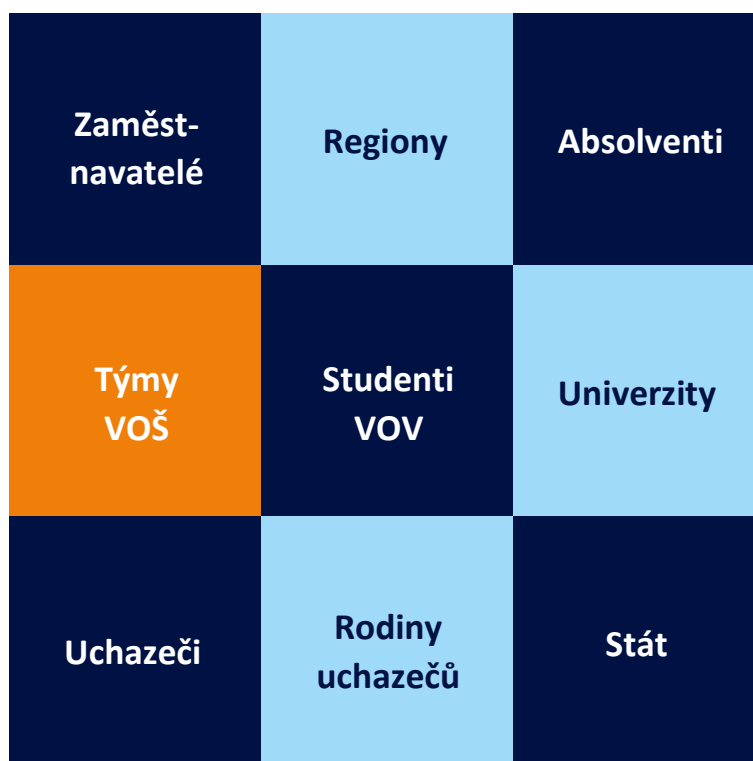 Zaměst-
navatelé
Regiony
Absolventi
Týmy
VOŠ
Studenti
VOV
Univerzity
Uchazeči
Rodiny
uchazečů
Stát